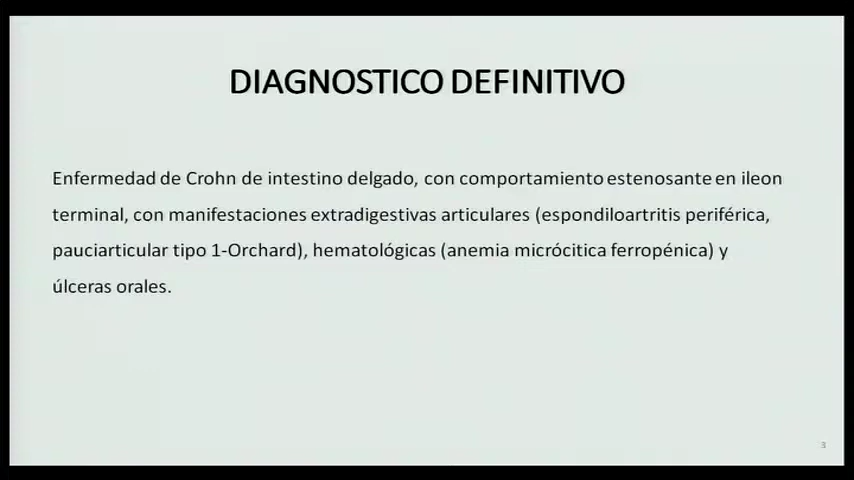 DIAGNOSTICO DEFINITIVO
Enfermedad de Crohn de intestino delgado, con comportamiento estenosante en ileon
terminal, con manifestaciones extradigestivas articulares (espondiloartritis periférica,
pauciarticular tipo 1-Orchard), hematológicas (anemia micrócitica ferropénica) y
úlceras orales.
3